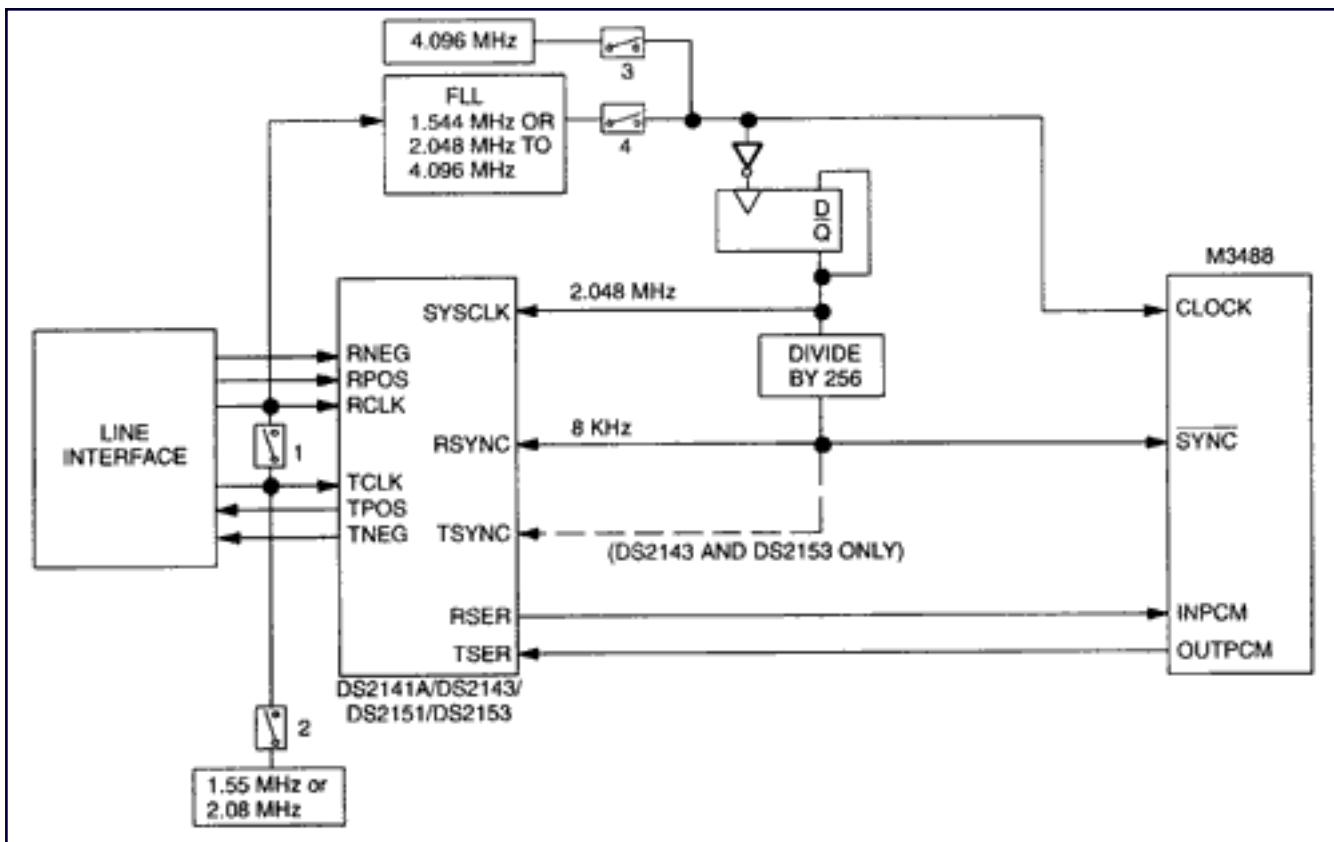 4.096 MHz
3
FLL
1.544 MHz OR
2.048 MHz TO
4.096 MHz
4
D
Q
M3488
SYSCLK
2.048 MHz
CLOCK
DIVIDE
BY 256
LINE
INTERFACE
RNEG
RPOS
RCLK
1
RSYNC
8 KHz
SYNC
TCLK
TPOS
TNEG
TSYNC
(DS2143 AND DS2153 ONLY)
RSER
INPCM
TSER
OUTPCM
DS2141A/DS2143/
DS2151/DS2153
2
1.55 MHz or
2.08 MHz